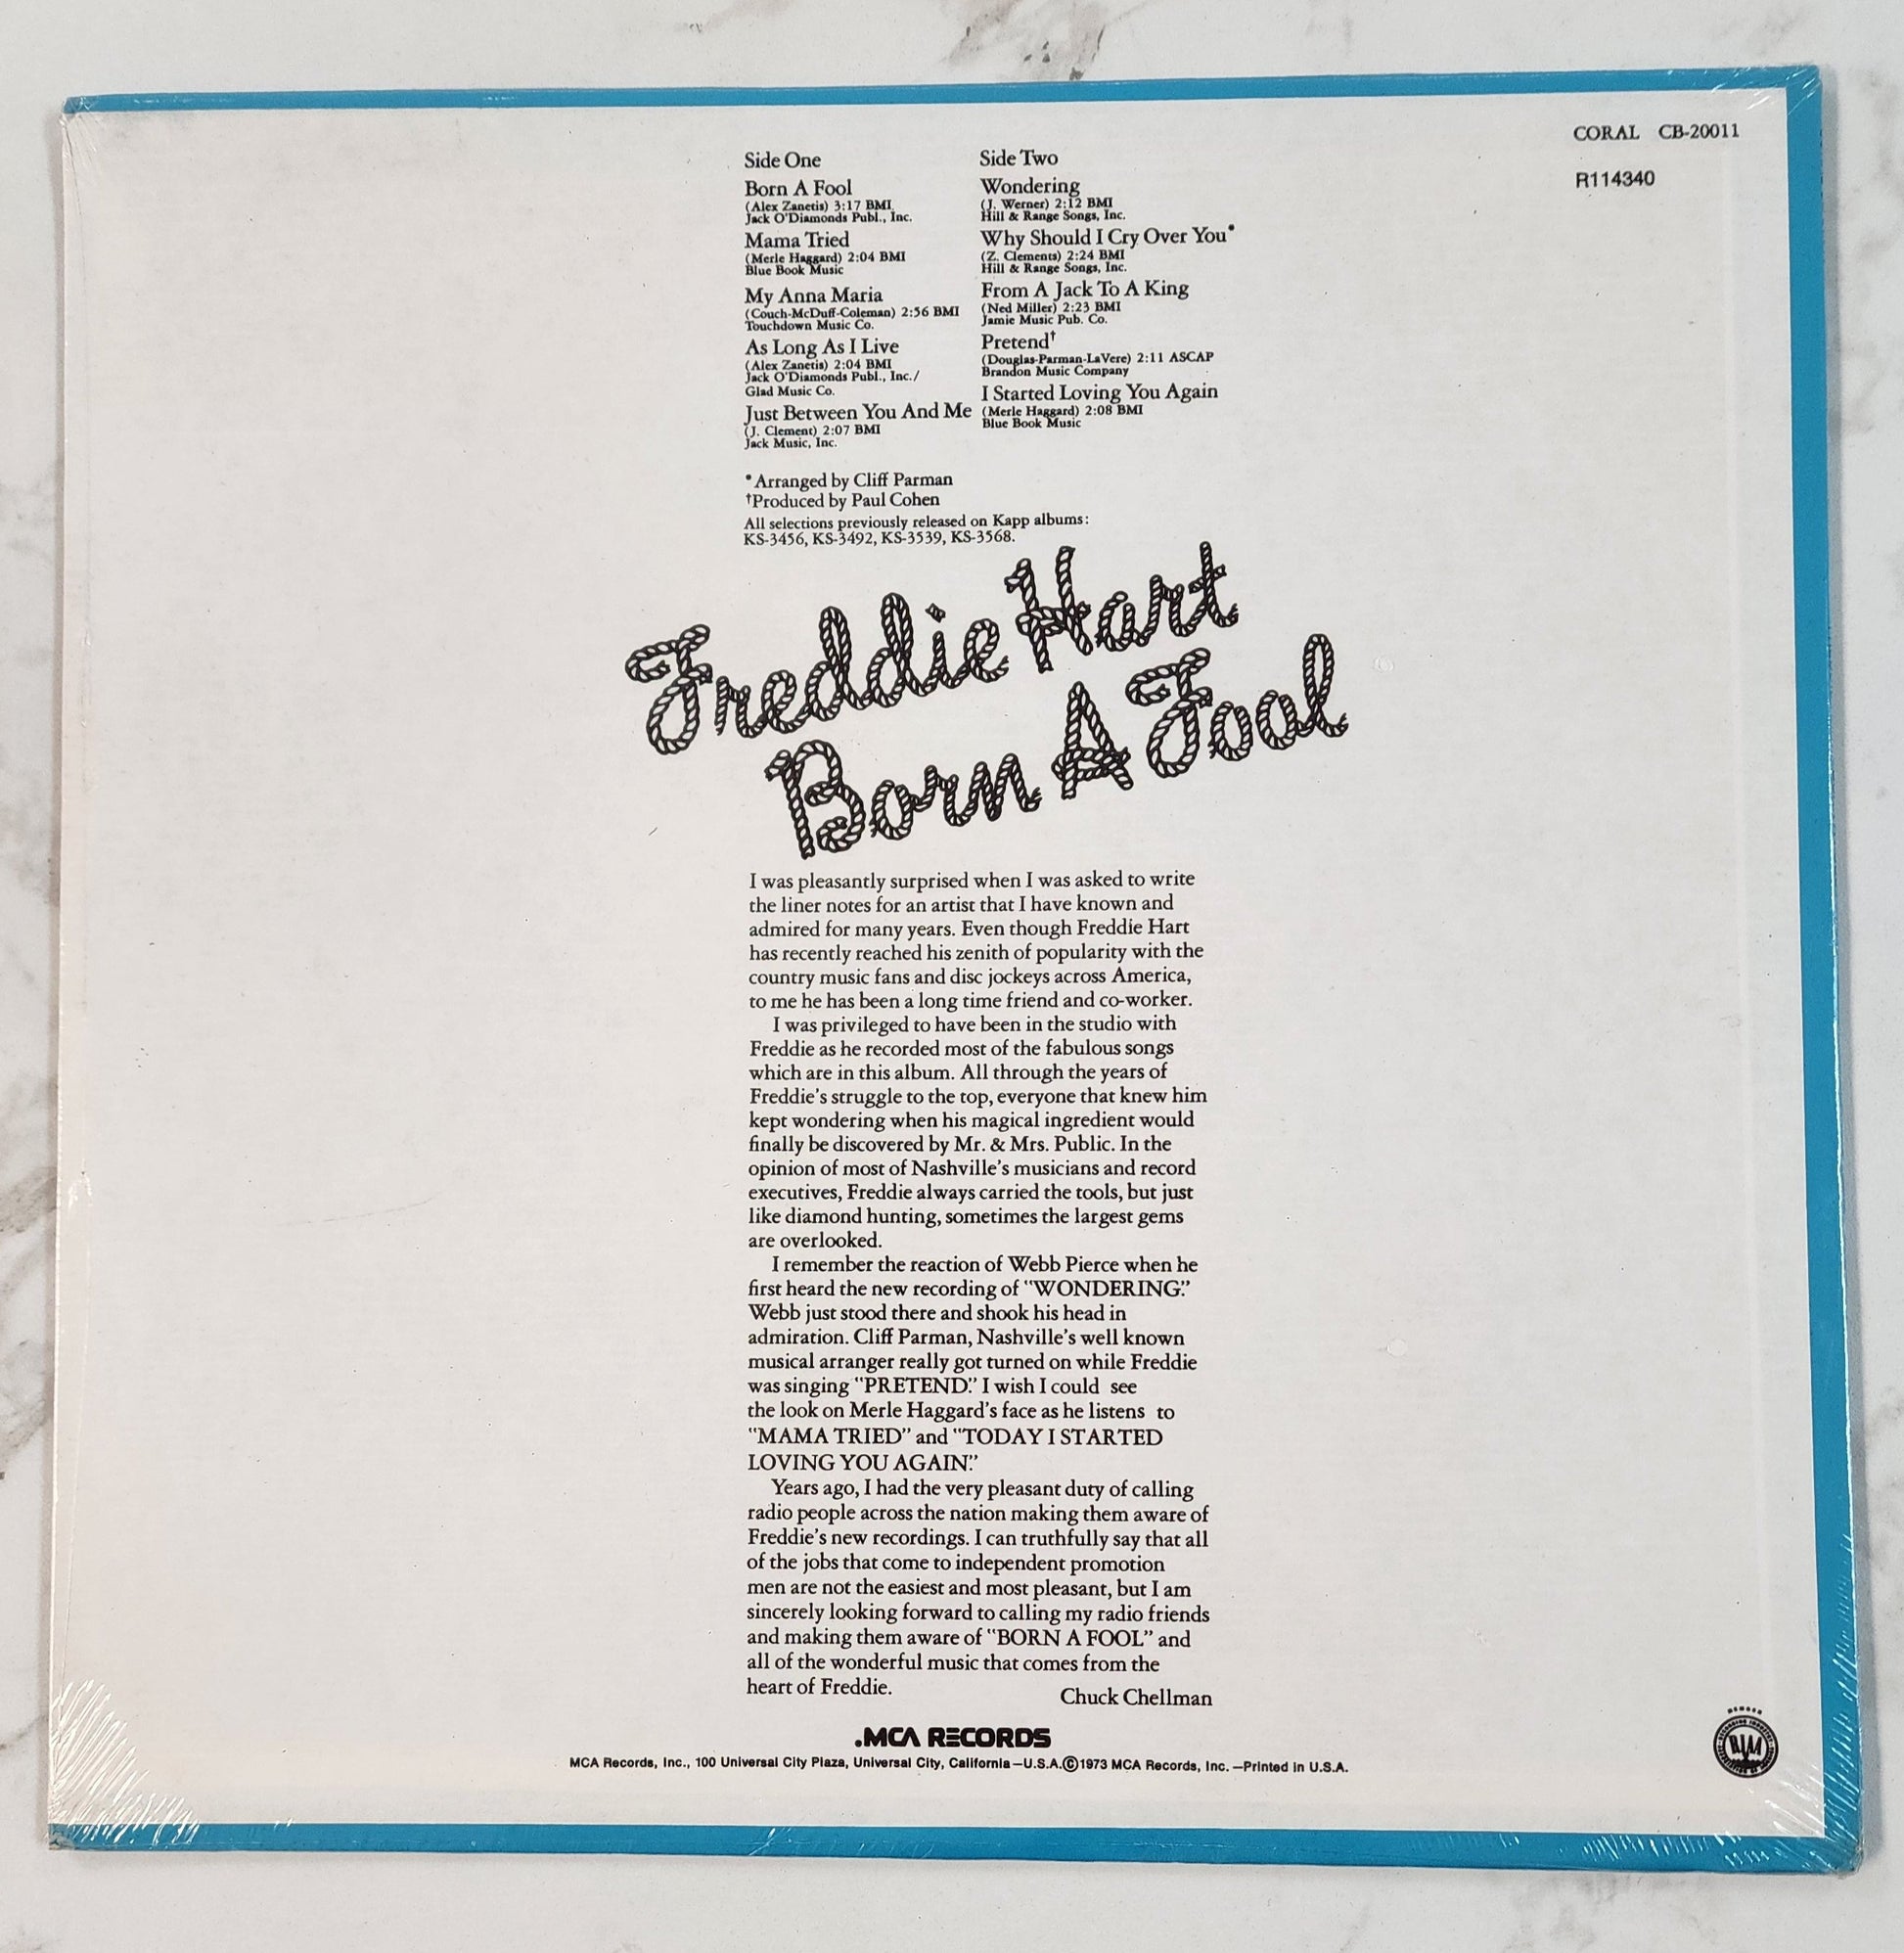 CORAL CB-20011
R114340
Side One
Born A Fool
(Alex Zanetis) 3:17 BMI
Jack O'Diamonds Publ., Inc.
Mama Tried
(Merle Haggard) 2:04 BMI
Blue Book Music
My Anna Maria
(Couch-McDuff-Coleman) 2:56 BMI
Touchdown Music Co.
As Long As I Live
(Alex Zanetis) 2:04 BMI
Jack O'Diamonds Publ., Inc./
Glad Music Co.
Just Between You And Me
(J. Clement) 2:07 BMI
Jack Music, Inc.
Side Two
Wondering
(J. Werner) 2:12 BMI
Hill & Range Songs, Inc.
Why Should I Cry Over You*
(Z. Clements) 2:24 BMI
Hill & Range Songs, Inc.
From A Jack To A King
(Ned Miller) 2:23 BMI
Jamie Music Pub. Co.
Pretend†
(Douglas-Parman-LaVere) 2:11 ASCAP
Brandon Music Company
I Started Loving You Again
(Merle Haggard) 2:08 BMI
Blue Book Music
*Arranged by Cliff Parman
†Produced by Paul Cohen
All selections previously released on Kapp albums:
KS-3456, KS-3492, KS-3539, KS-3568.
Freddie Hart
Born A Fool
I was pleasantly surprised when I was asked to write
the liner notes for an artist that I have known and
admired for many years. Even though Freddie Hart
has recently reached his zenith of popularity with the
country music fans and disc jockeys across America,
to me he has been a long time friend and co-worker.
I was privileged to have been in the studio with
Freddie as he recorded most of the fabulous songs
which are in this album. All through the years of
Freddie's struggle to the top, everyone that knew him
kept wondering when his magical ingredient would
finally be discovered by Mr. & Mrs. Public. In the
opinion of most of Nashville's musicians and record
executives, Freddie always carried the tools, but just
like diamond hunting, sometimes the largest gems
are overlooked.
I remember the reaction of Webb Pierce when he
first heard the new recording of "WONDERING."
Webb just stood there and shook his head in
admiration. Cliff Parman, Nashville's well known
musical arranger really got turned on while Freddie
was singing "PRETEND." I wish I could see
the look on Merle Haggard's face as he listens to
"MAMA TRIED" and "TODAY I STARTED
LOVING YOU AGAIN."
Years ago, I had the very pleasant duty of calling
radio people across the nation making them aware of
Freddie's new recordings. I can truthfully say that all
of the jobs that come to independent promotion
men are not the easiest and most pleasant, but I am
sincerely looking forward to calling my radio friends
and making them aware of "BORN A FOOL" and
all of the wonderful music that comes from the
heart of Freddie.
Chuck Chellman
.MCA RECORDS
MCA Records, Inc., 100 Universal City Plaza, Universal City, California—U.S.A.©1973 MCA Records, Inc. —Printed in U.S.A.
MEMBER
RIAA